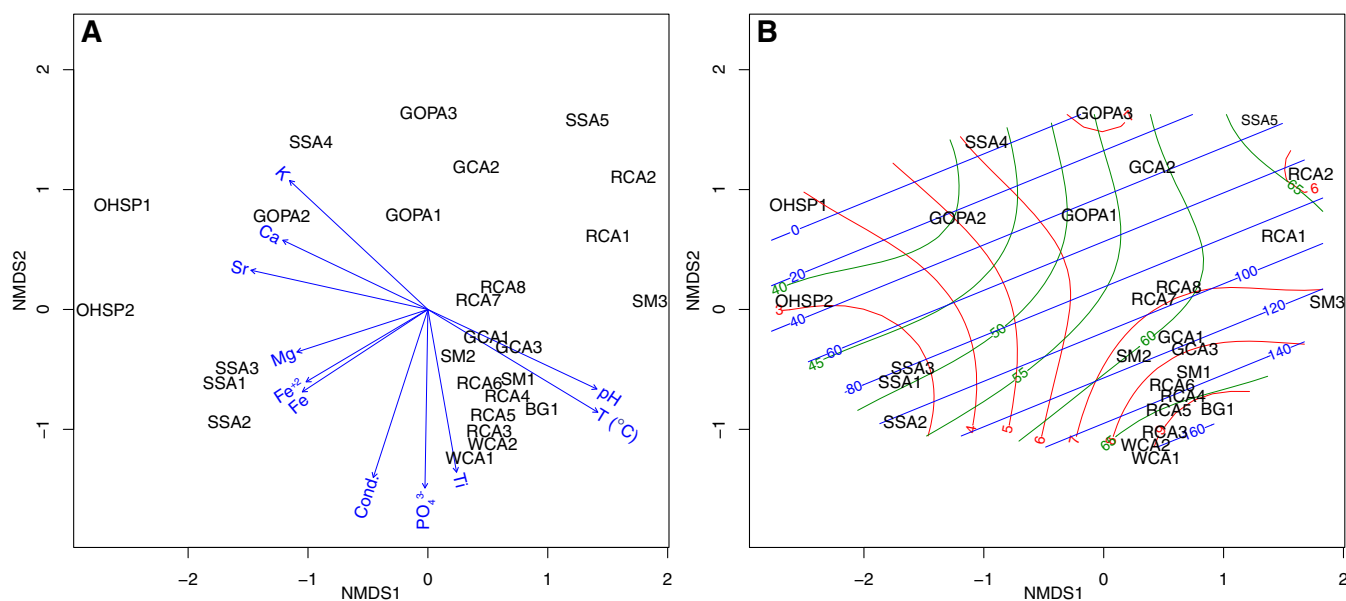 A
2
1
0
−1
NMDS2
GOPA3
SSA5
SSA4
GCA2
RCA2
K
OHSP1
GOPA2
GOPA1
Ca
RCA1
Sr
RCA8
RCA7
SM3
OHSP2
GCA1
GCA3
Mg
SM2
SSA3
SSA1
Fe+2
Fe
SM1
RCA6
RCA4
pH
T (°C)
BG1
RCA5
SSA2
RCA3
WCA2
WCA1
Cond.
PO4 3-
Ti
−2 −1 0 1 2
NMDS1
B
2
1
0
−1
NMDS2
GOPA3
SSA5
SSA4
GCA2
RCA2
65
6
OHSP1
GOPA2
GOPA1
0
RCA1
20
40
100
RCA8
RCA7
OHSP2
3
SM3
120
40
50
60
GCA1
GCA3
140
60
45
SM2
SSA3
SSA1
80
55
SM1
RCA6
RCA4
RCA5
BG1
SSA2
4
5
6
7
65
RCA3
160
WCA2
WCA1
−2 −1 0 1 2
NMDS1